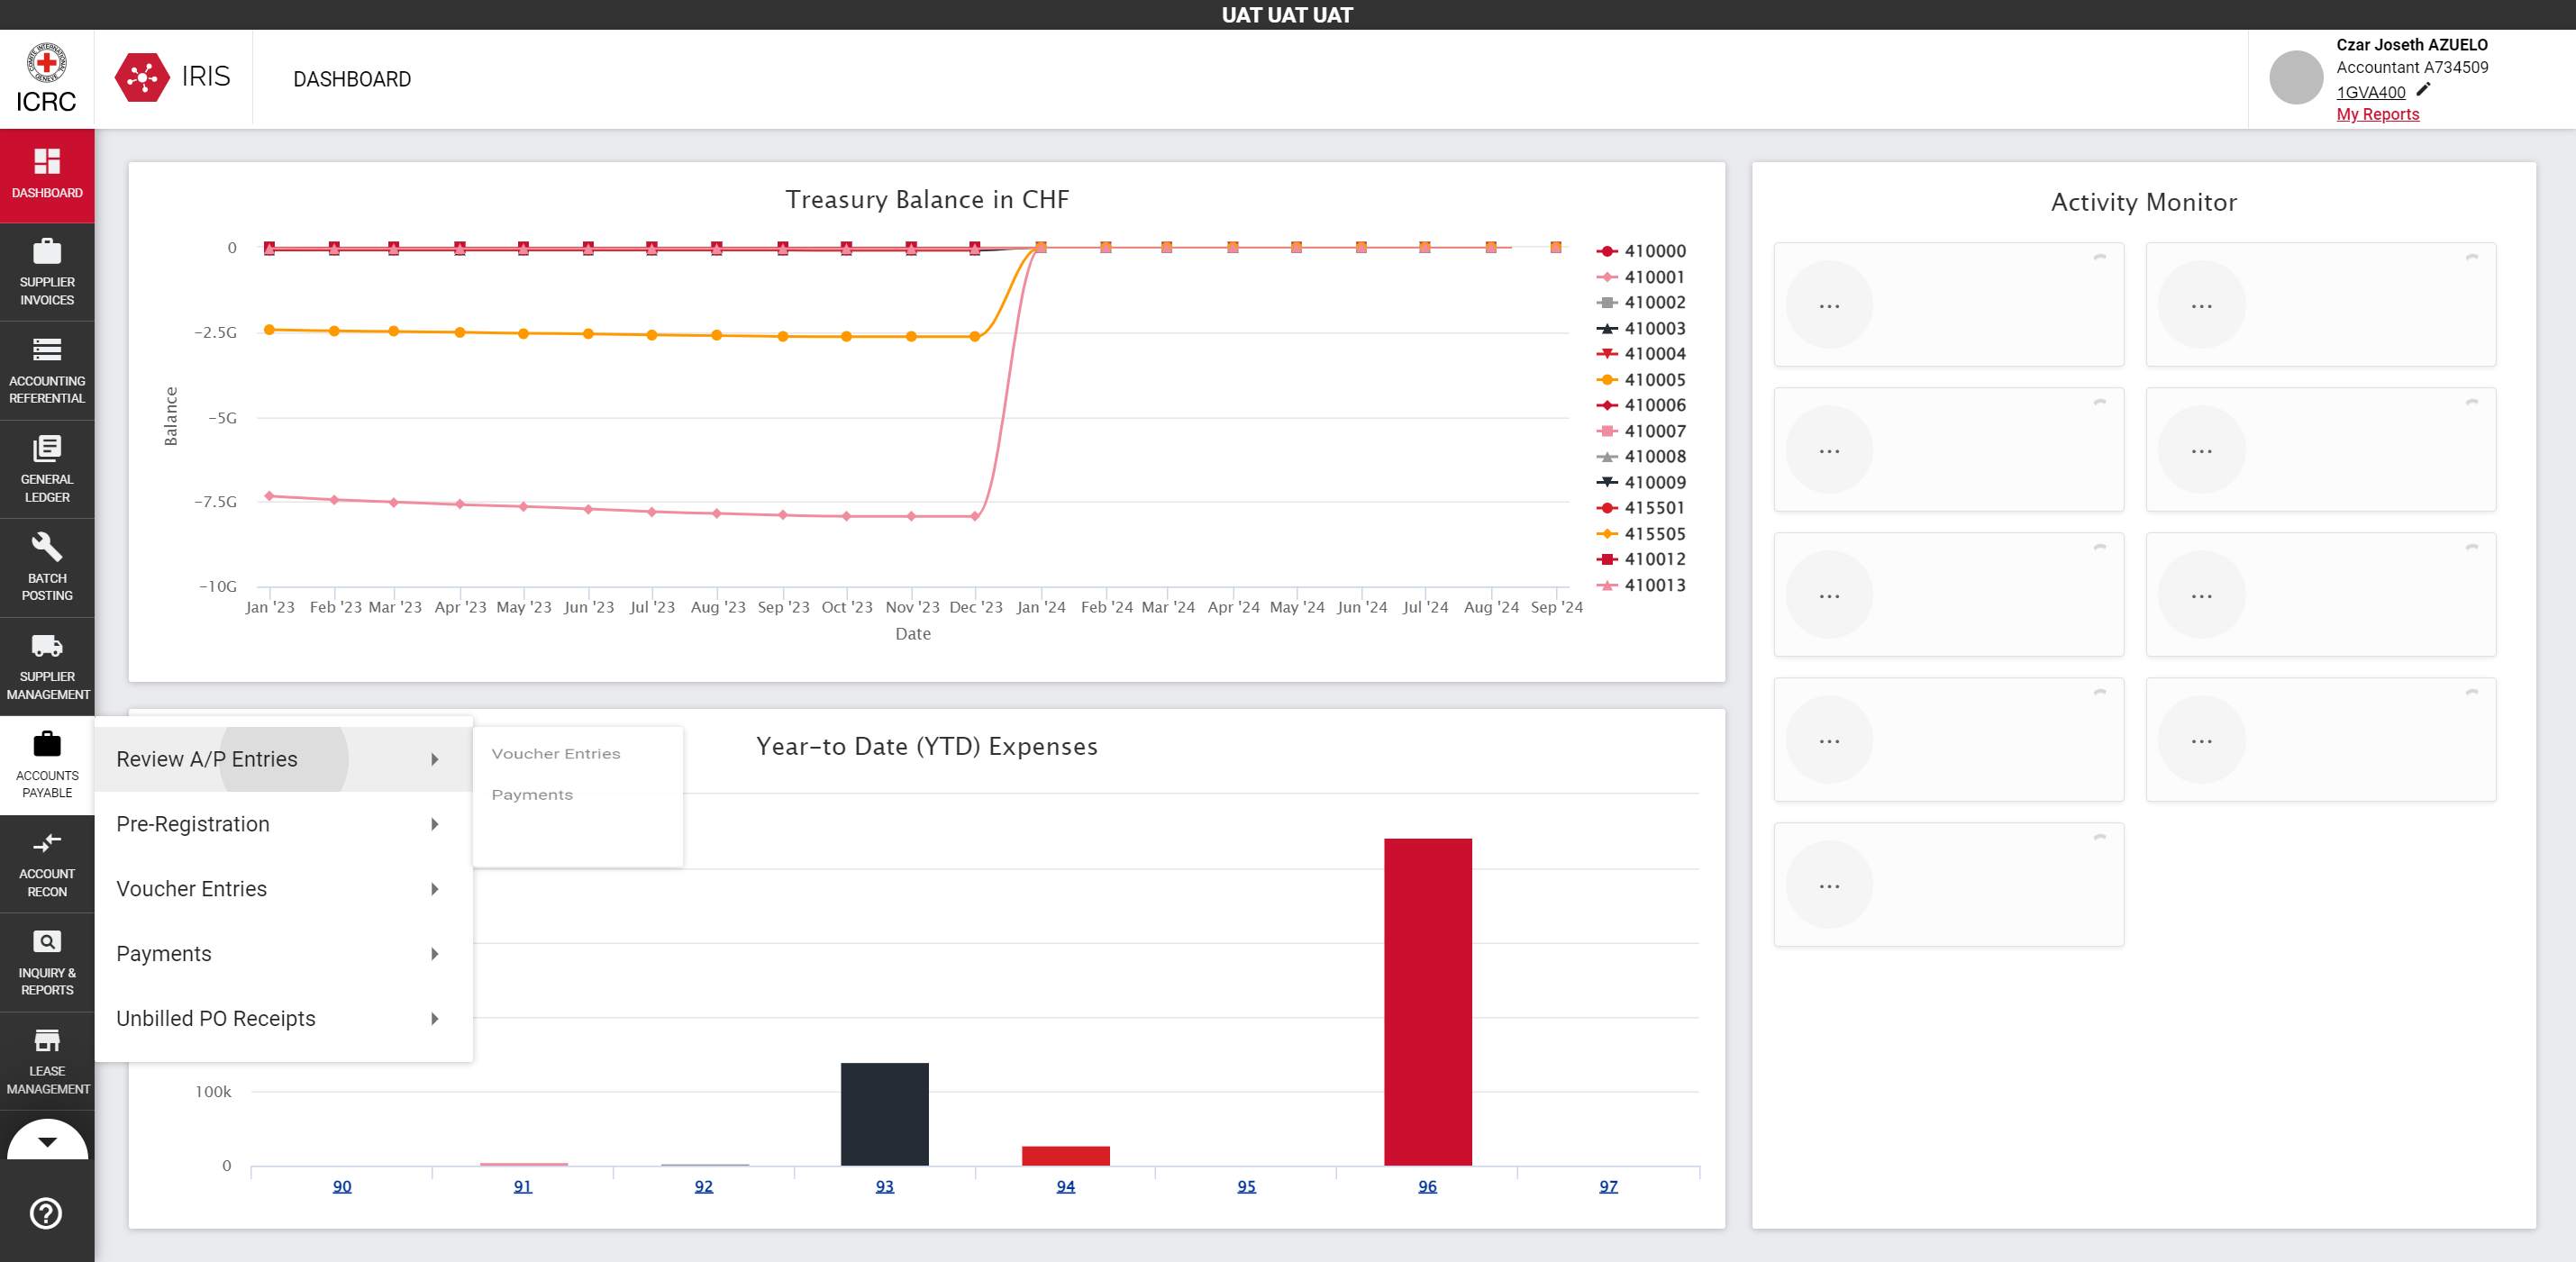 UAT UAT UAT
COMITE INTERNATIONAL GENEVE
ICRC
IRIS
DASHBOARD
Czar Joseth AZUELO
Accountant A734509
1GVA400
My Reports
DASHBOARD
SUPPLIER
INVOICES
ACCOUNTING
REFERENTIAL
GENERAL
LEDGER
BATCH
POSTING
SUPPLIER
MANAGEMENT
ACCOUNTS
PAYABLE
ACCOUNT
RECON
INQUIRY &
REPORTS
LEASE
MANAGEMENT
Treasury Balance in CHF
0
−2.5G
−5G
−7.5G
−10G
Balance
Jan '23 Feb '23 Mar '23 Apr '23 May '23 Jun '23 Jul '23 Aug '23 Sep '23 Oct '23 Nov '23 Dec '23 Jan '24 Feb '24 Mar '24 Apr '24 May '24 Jun '24 Jul '24 Aug '24 Sep '24
Date
410000
410001
410002
410003
410004
410005
410006
410007
410008
410009
415501
415505
410012
410013
Review A/P Entries
Pre-Registration
Voucher Entries
Payments
Unbilled PO Receipts
Voucher Entries
Payments
Year−to Date (YTD) Expenses
100k
0
90 91 92 93 94 95 96 97
Activity Monitor
... ...
... ...
... ...
... ...
...